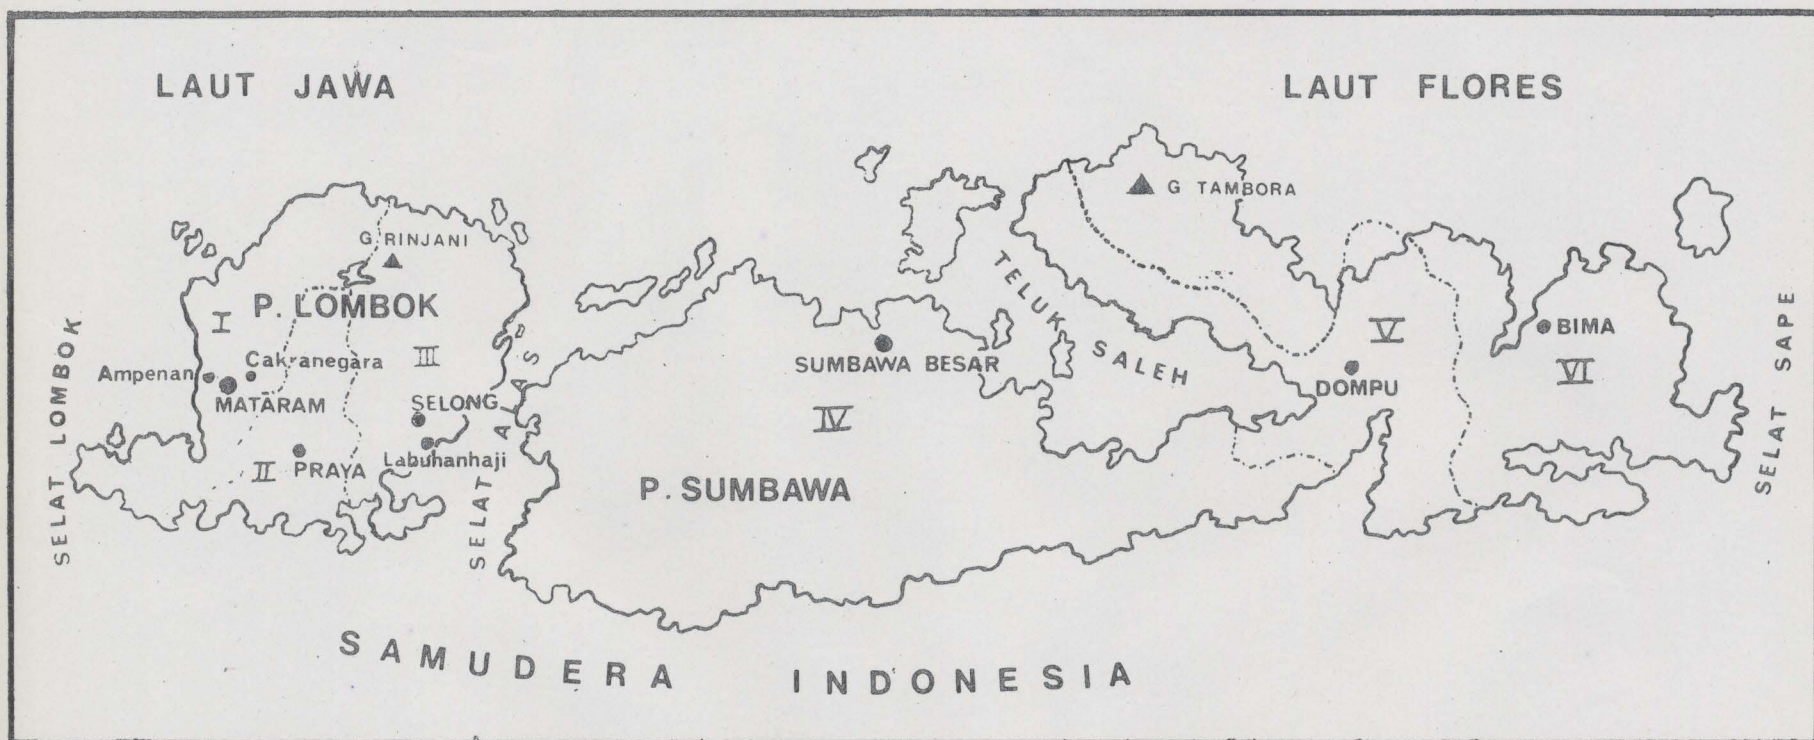 LAUT JAWA
LAUT FLORES
G TAMBORA
G. RINJANI
P. LOMBOK
I
TELUK SALEH
V
BIMA
SELAT LOMBOK
SELAT ALAS
SELAT SAPE
Cakranegara
III
Ampenan
SUMBAWA BESAR
VI
MATARAM
SELONG
DOMPU
IV
II
PRAYA
Labuhanhaji
P. SUMBAWA
SAMUDERA INDONESIA